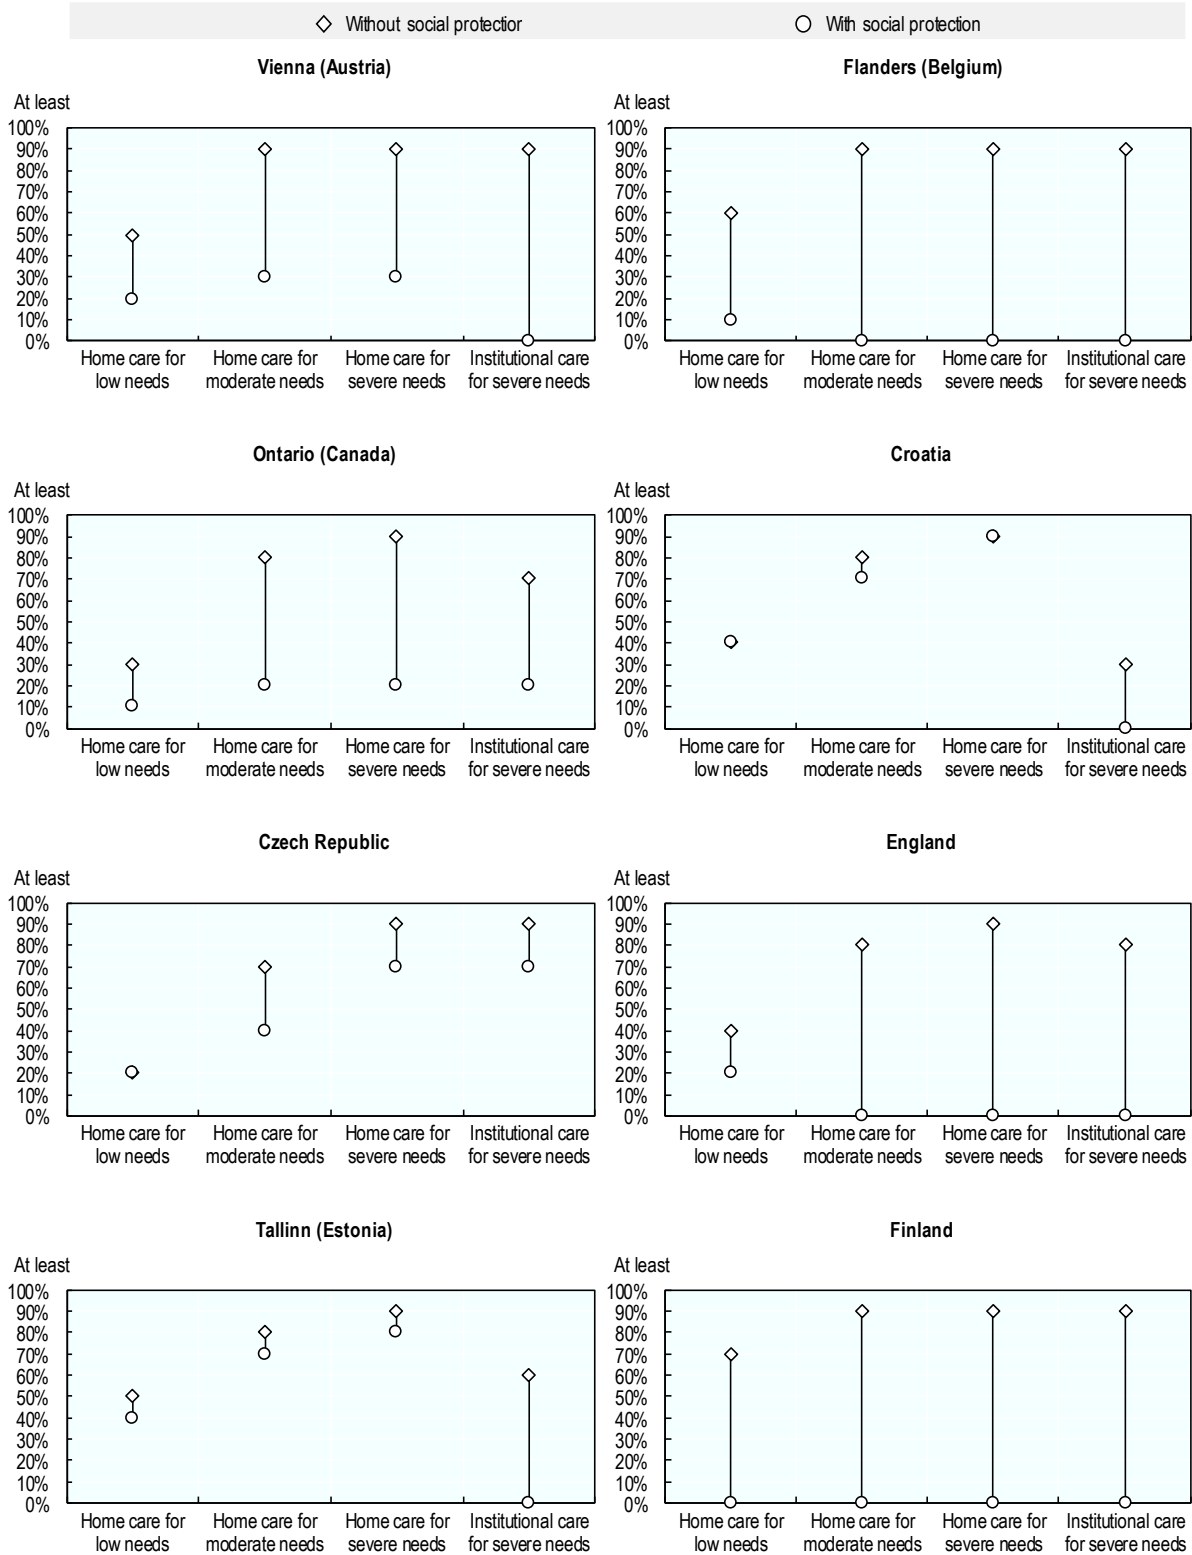 Without social protectior
With social protection
Vienna (Austria)
At least
100%
90%
80%
70%
60%
50%
40%
30%
20%
10%
0%
Home care for
low needs
Home care for
moderate needs
Home care for
severe needs
Institutional care
for severe needs
Flanders (Belgium)
At least
100%
90%
80%
70%
60%
50%
40%
30%
20%
10%
0%
Home care for
low needs
Home care for
moderate needs
Home care for
severe needs
Institutional care
for severe needs
Ontario (Canada)
At least
100%
90%
80%
70%
60%
50%
40%
30%
20%
10%
0%
Home care for
low needs
Home care for
moderate needs
Home care for
severe needs
Institutional care
for severe needs
Croatia
At least
100%
90%
80%
70%
60%
50%
40%
30%
20%
10%
0%
Home care for
low needs
Home care for
moderate needs
Home care for
severe needs
Institutional care
for severe needs
Czech Republic
At least
100%
90%
80%
70%
60%
50%
40%
30%
20%
10%
0%
Home care for
low needs
Home care for
moderate needs
Home care for
severe needs
Institutional care
for severe needs
England
At least
100%
90%
80%
70%
60%
50%
40%
30%
20%
10%
0%
Home care for
low needs
Home care for
moderate needs
Home care for
severe needs
Institutional care
for severe needs
Tallinn (Estonia)
At least
100%
90%
80%
70%
60%
50%
40%
30%
20%
10%
0%
Home care for
low needs
Home care for
moderate needs
Home care for
severe needs
Institutional care
for severe needs
Finland
At least
100%
90%
80%
70%
60%
50%
40%
30%
20%
10%
0%
Home care for
low needs
Home care for
moderate needs
Home care for
severe needs
Institutional care
for severe needs